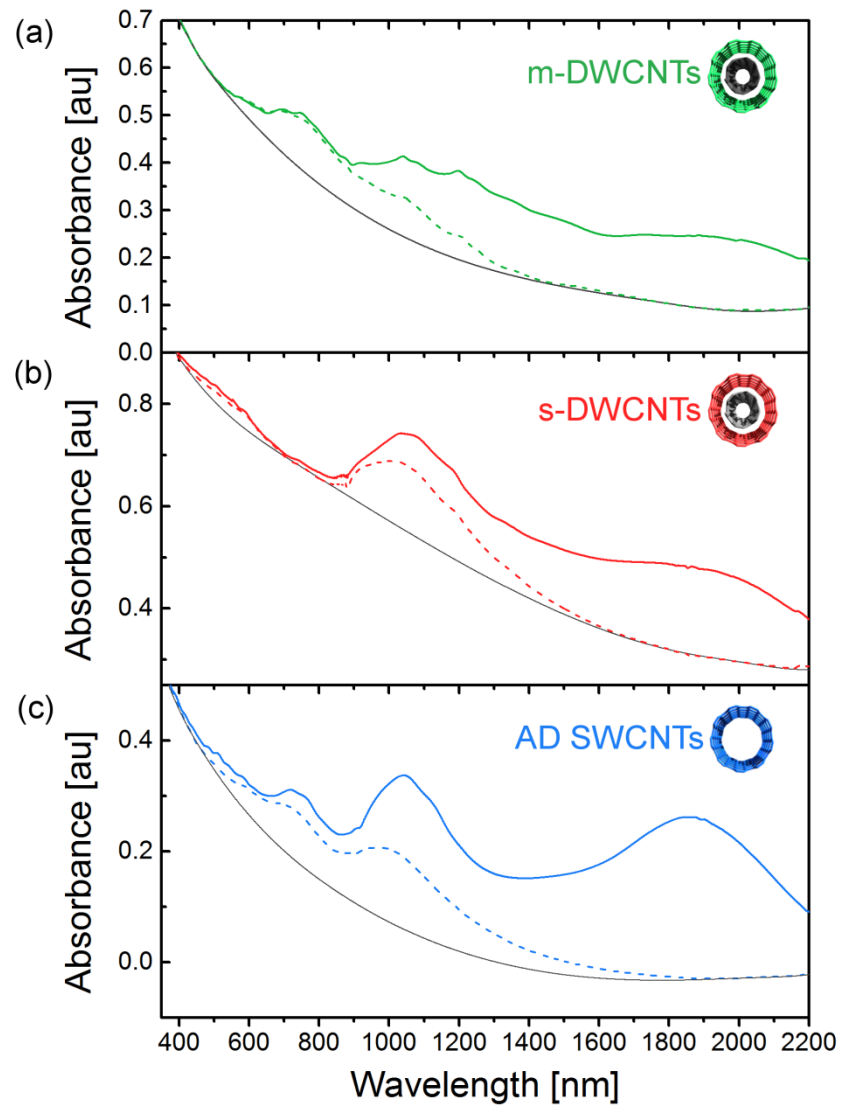 (a)
m-DWCNTs
Absorbance [au]
0.7
0.6
0.5
0.4
0.3
0.2
0.1
0.0
(b)
s-DWCNTs
Absorbance [au]
0.8
0.6
0.4
(c)
AD SWCNTs
Absorbance [au]
0.4
0.2
0.0
400 600 800 1000 1200 1400 1600 1800 2000 2200
Wavelength [nm]